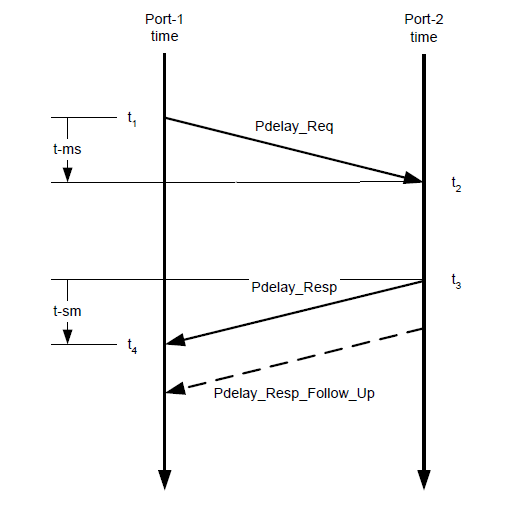 Port-1
time
Port-2
time
t1
Pdelay_Req
t-ms
t2
t3
Pdelay_Resp
t-sm
t4
Pdelay_Resp_Follow_Up